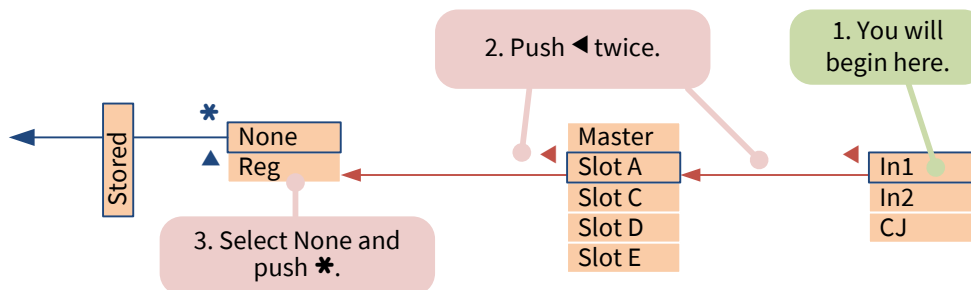 1. You will
begin here.
2. Push ◀ twice.
Stored
*
▲
None
Reg
3. Select None and
push *.
◀
Master
Slot A
Slot C
Slot D
Slot E
◀
In1
In2
CJ